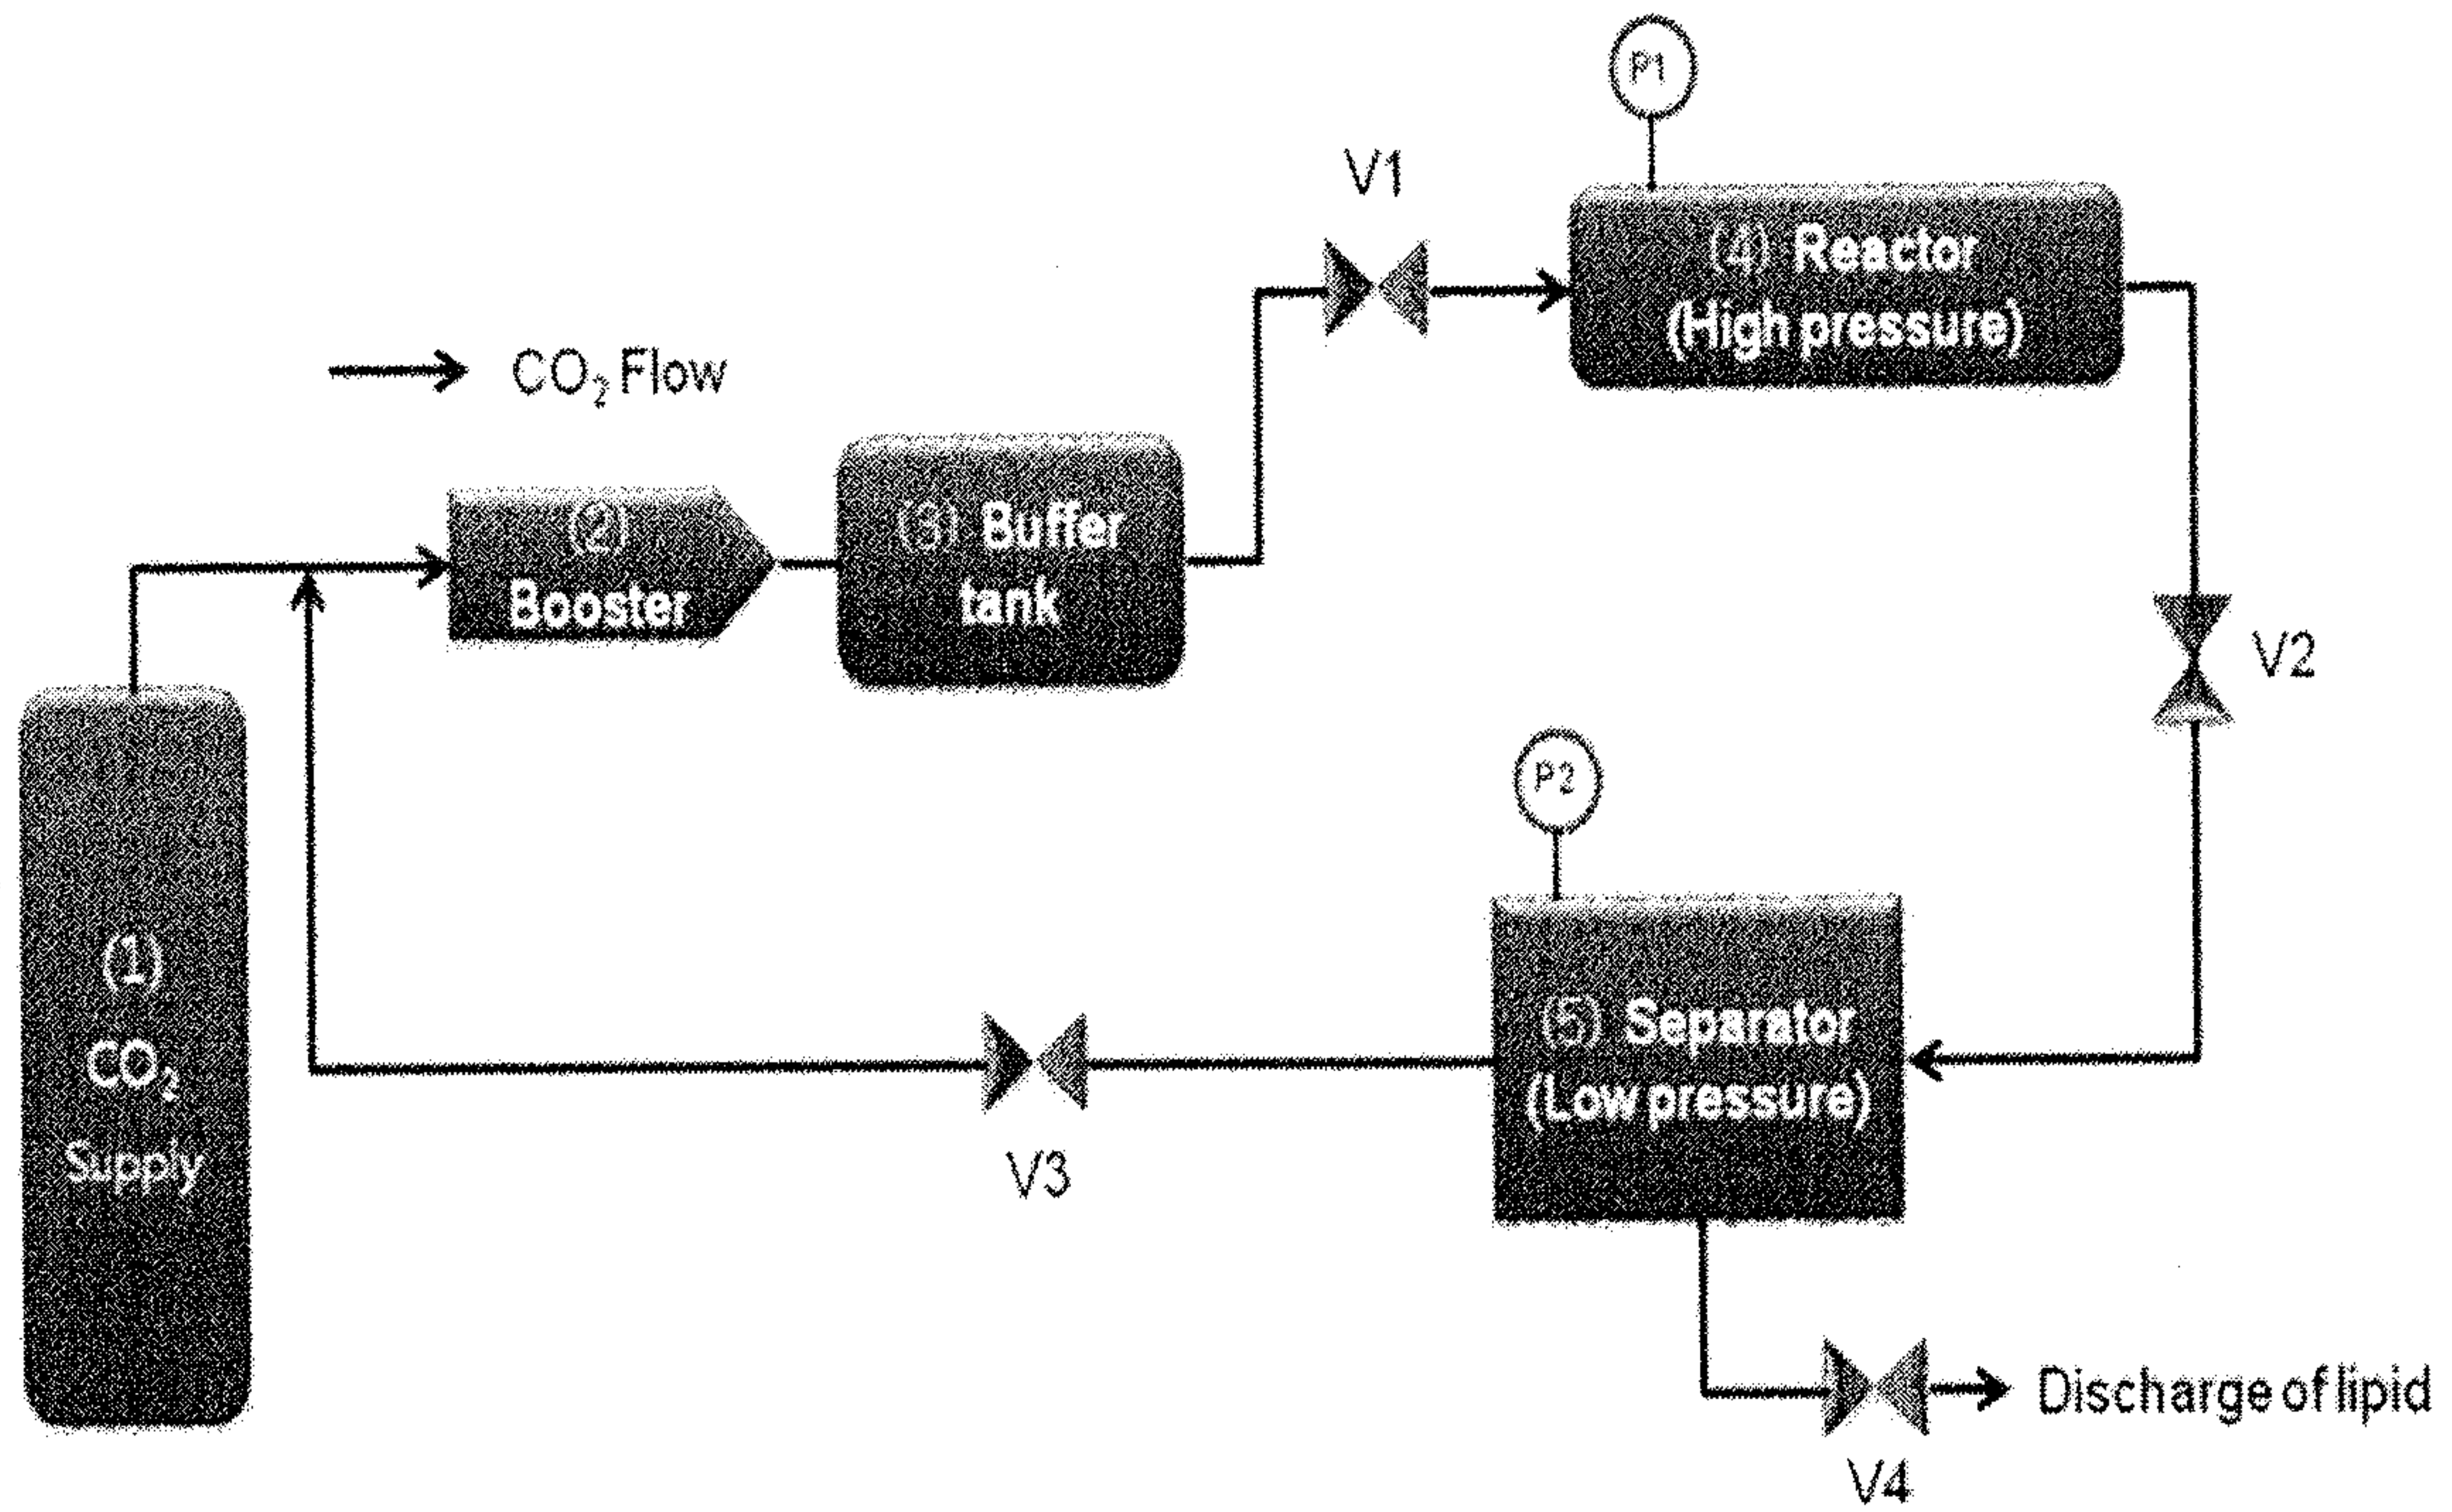 P1
V1
(4) Reactor
(High pressure)
CO₂ Flow
(2)
Booster
(3) Buffer
tank
V2
P2
(1)
CO₂
Supply
(5) Separator
(Low pressure)
V3
Discharge of lipid
V4